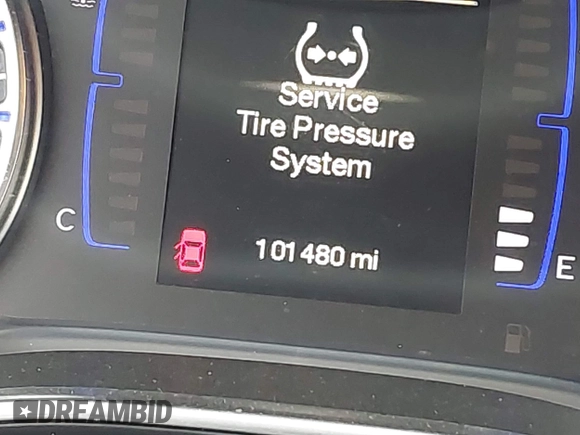 Service
Tire Pressure
System
C
101480 mi
E
DREAMBID